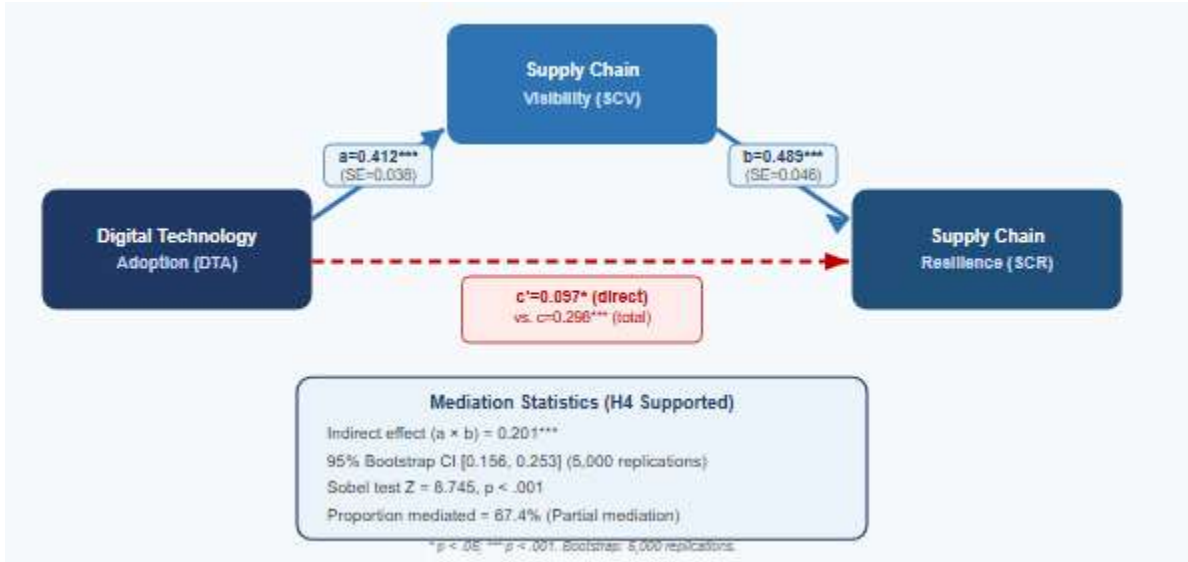 Supply Chain
Visibility (SCV)
a=0.412***
(SE=0.038)
b=0.489***
(SE=0.046)
Digital Technology
Adoption (DTA)
Supply Chain
Resilience (SCR)
c'=0.097* (direct)
vs. c=0.298*** (total)
Mediation Statistics (H4 Supported)
Indirect effect (a × b) = 0.201***
95% Bootstrap CI [0.156, 0.253] (5,000 replications)
Sobel test Z = 8.745, p < .001
Proportion mediated = 67.4% (Partial mediation)
* p < .05; *** p < .001. Bootstrap: 5,000 replications.